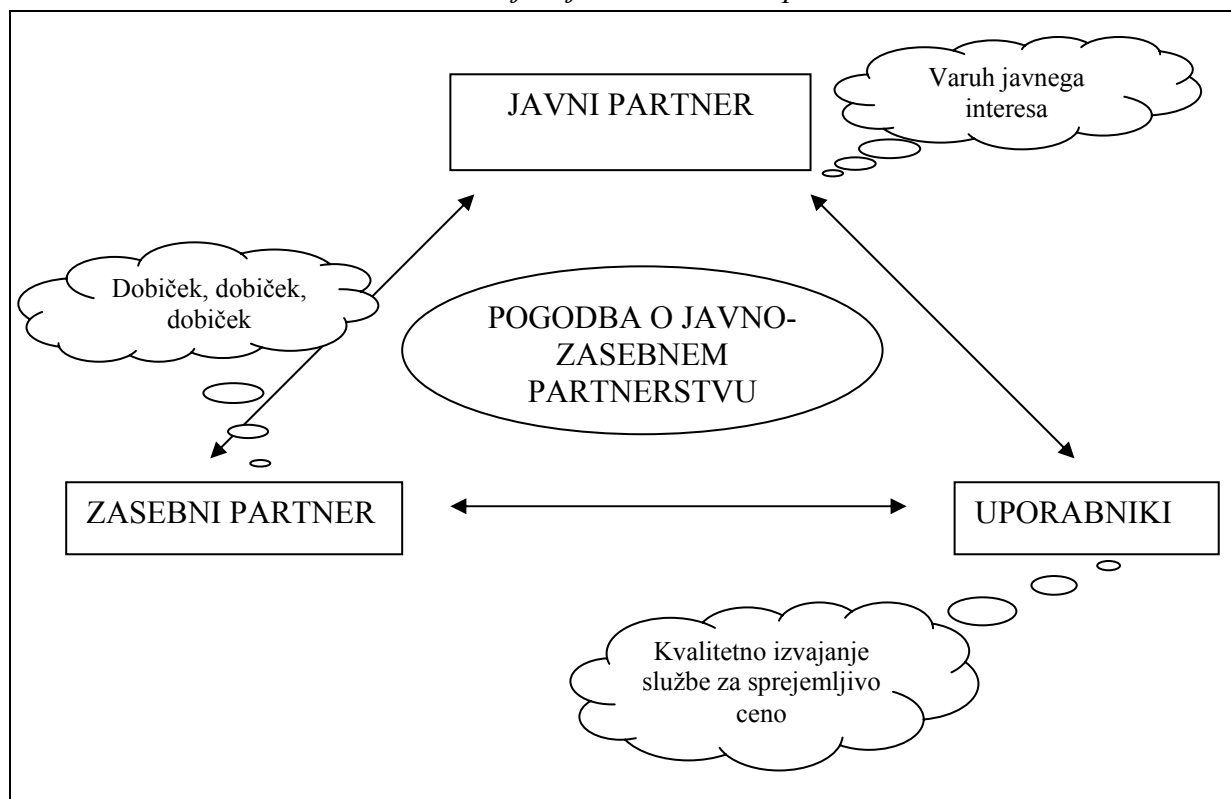 JAVNI PARTNER
Varuh javnega
interesa
Dobiček, dobiček,
dobiček
POGODBA O JAVNO-
ZASEBNEM
PARTNERSTVU
ZASEBNI PARTNER
UPORABNIKI
Kvalitetno izvajanje
službe za sprejemljivo
ceno